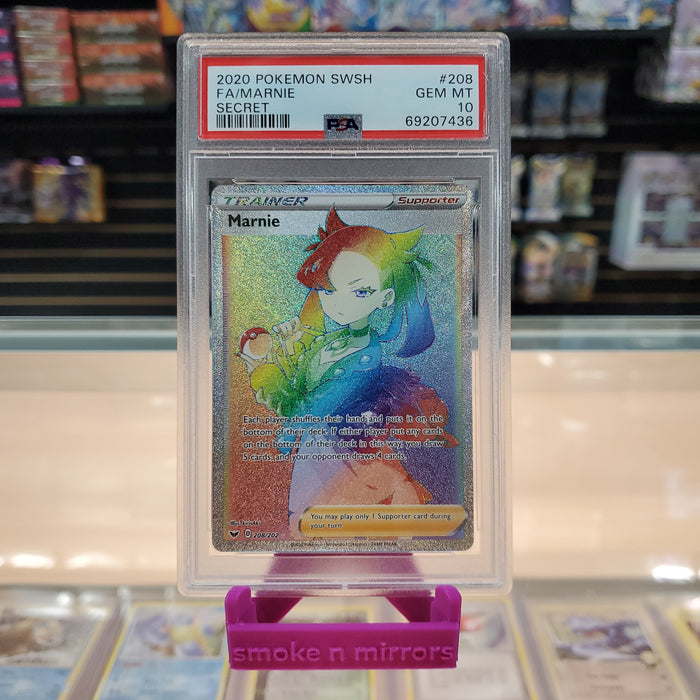 2020 POKEMON SWSH #208
FA/MARNIE GEM MT
SECRET 10
PSA 69207436
TRAINER Supporter
Marnie
Each player shuffles their hand and puts it on the
bottom of their deck. If either player put any cards
on the bottom of their deck in this way, you draw
5 cards, and your opponent draws 4 cards.
You may play only 1 Supporter card during
your turn.
208/202
smoke n mirrors